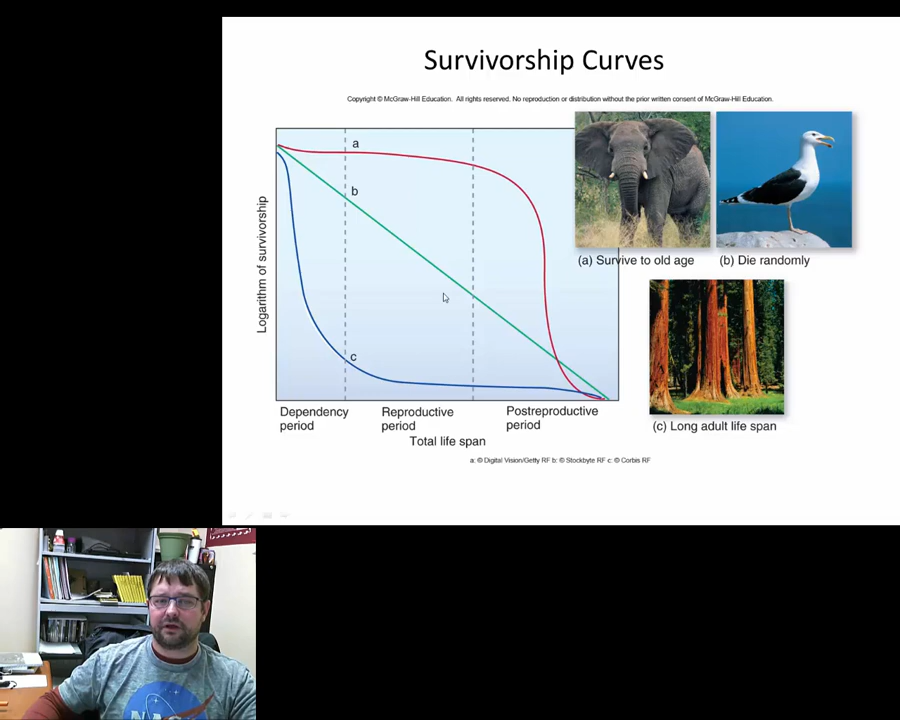 Survivorship Curves
Copyright © McGraw-Hill Education. All rights reserved. No reproduction or distribution without the prior written consent of McGraw-Hill Education.
a
b
c
Logarithm of survivorship
Dependency period
Reproductive period
Postreproductive period
Total life span
(a) Survive to old age
(b) Die randomly
(c) Long adult life span
a: © Digital Vision/Getty RF b: © Stockbyte RF c: © Corbis RF